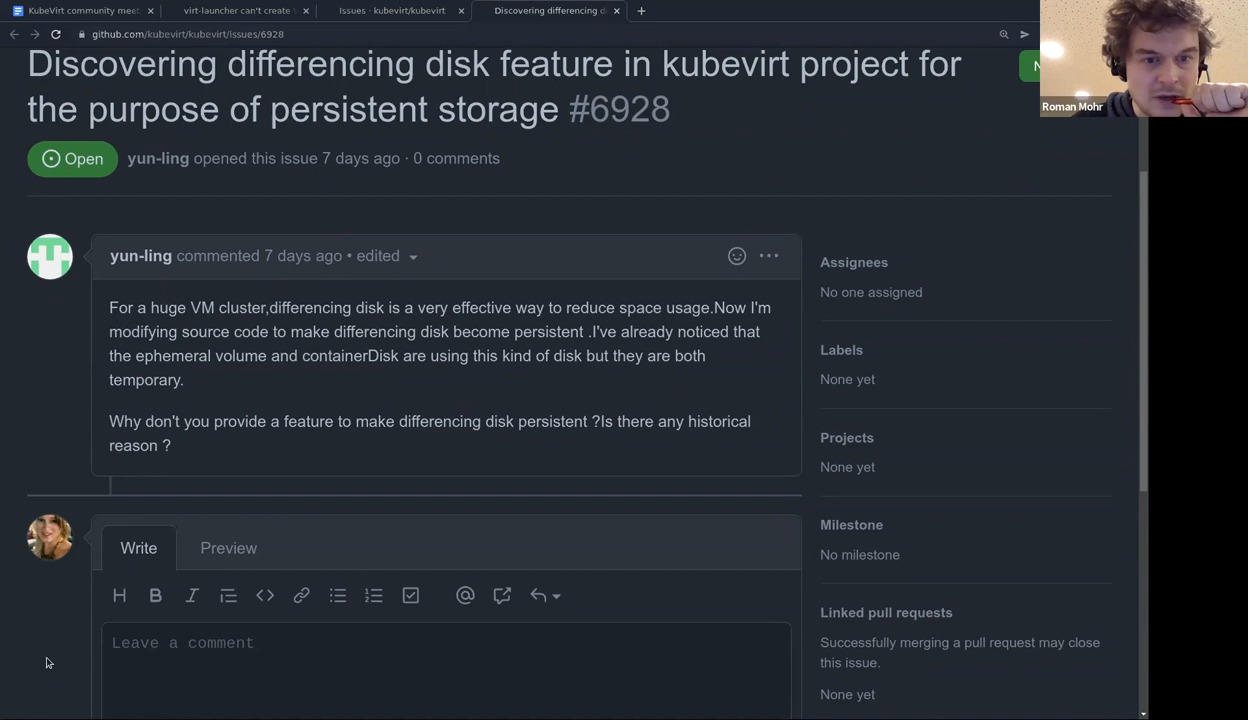 KubeVirt community meet
virt-launcher can't create
Issues · kubevirt/kubevirt
Discovering differencing d
github.com/kubevirt/kubevirt/issues/6928
Discovering differencing disk feature in kubevirt project for
the purpose of persistent storage #6928
N
Roman Mohr
Open
yun-ling opened this issue 7 days ago · 0 comments
yun-ling commented 7 days ago • edited
For a huge VM cluster,differencing disk is a very effective way to reduce space usage.Now I'm
modifying source code to make differencing disk become persistent .I've already noticed that
the ephemeral volume and containerDisk are using this kind of disk but they are both
temporary.
Why don't you provide a feature to make differencing disk persistent ?Is there any historical
reason ?
Write
Preview
Leave a comment
Assignees
No one assigned
Labels
None yet
Projects
None yet
Milestone
No milestone
Linked pull requests
Successfully merging a pull request may close
this issue.
None yet